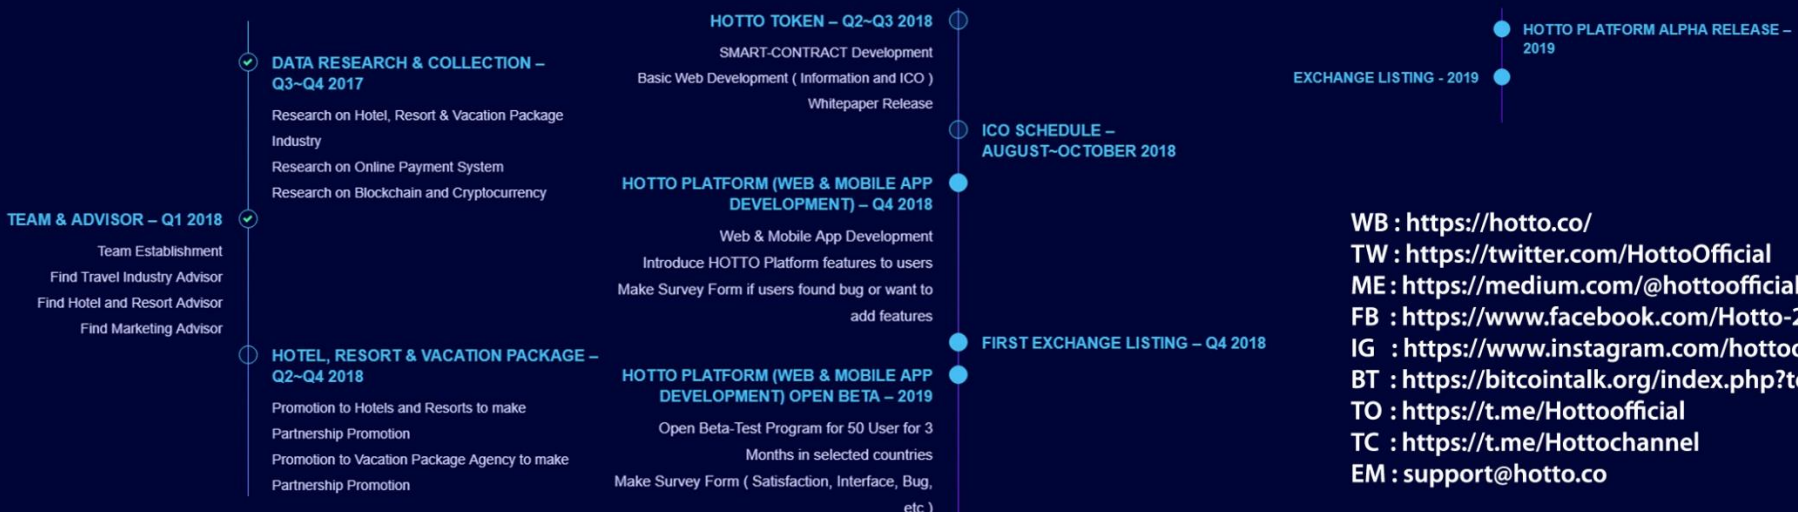 DATA RESEARCH & COLLECTION –
Q3~Q4 2017
Research on Hotel, Resort & Vacation Package
Industry
Research on Online Payment System
Research on Blockchain and Cryptocurrency
TEAM & ADVISOR – Q1 2018
Team Establishment
Find Travel Industry Advisor
Find Hotel and Resort Advisor
Find Marketing Advisor
HOTEL, RESORT & VACATION PACKAGE –
Q2~Q4 2018
Promotion to Hotels and Resorts to make
Partnership Promotion
Promotion to Vacation Package Agency to make
Partnership Promotion
HOTTO TOKEN – Q2~Q3 2018
SMART-CONTRACT Development
Basic Web Development ( Information and ICO )
Whitepaper Release
ICO SCHEDULE –
AUGUST~OCTOBER 2018
HOTTO PLATFORM (WEB & MOBILE APP
DEVELOPMENT) – Q4 2018
Web & Mobile App Development
Introduce HOTTO Platform features to users
Make Survey Form if users found bug or want to
add features
FIRST EXCHANGE LISTING – Q4 2018
HOTTO PLATFORM (WEB & MOBILE APP
DEVELOPMENT) OPEN BETA – 2019
Open Beta-Test Program for 50 User for 3
Months in selected countries
Make Survey Form ( Satisfaction, Interface, Bug,
etc )
HOTTO PLATFORM ALPHA RELEASE –
2019
EXCHANGE LISTING - 2019
WB : https://hotto.co/
TW : https://twitter.com/HottoOfficial
ME : https://medium.com/@hottoofficial
FB : https://www.facebook.com/Hotto-2
IG : https://www.instagram.com/hottoo
BT : https://bitcointalk.org/index.php?to
TO : https://t.me/Hottoofficial
TC : https://t.me/Hottochannel
EM : support@hotto.co